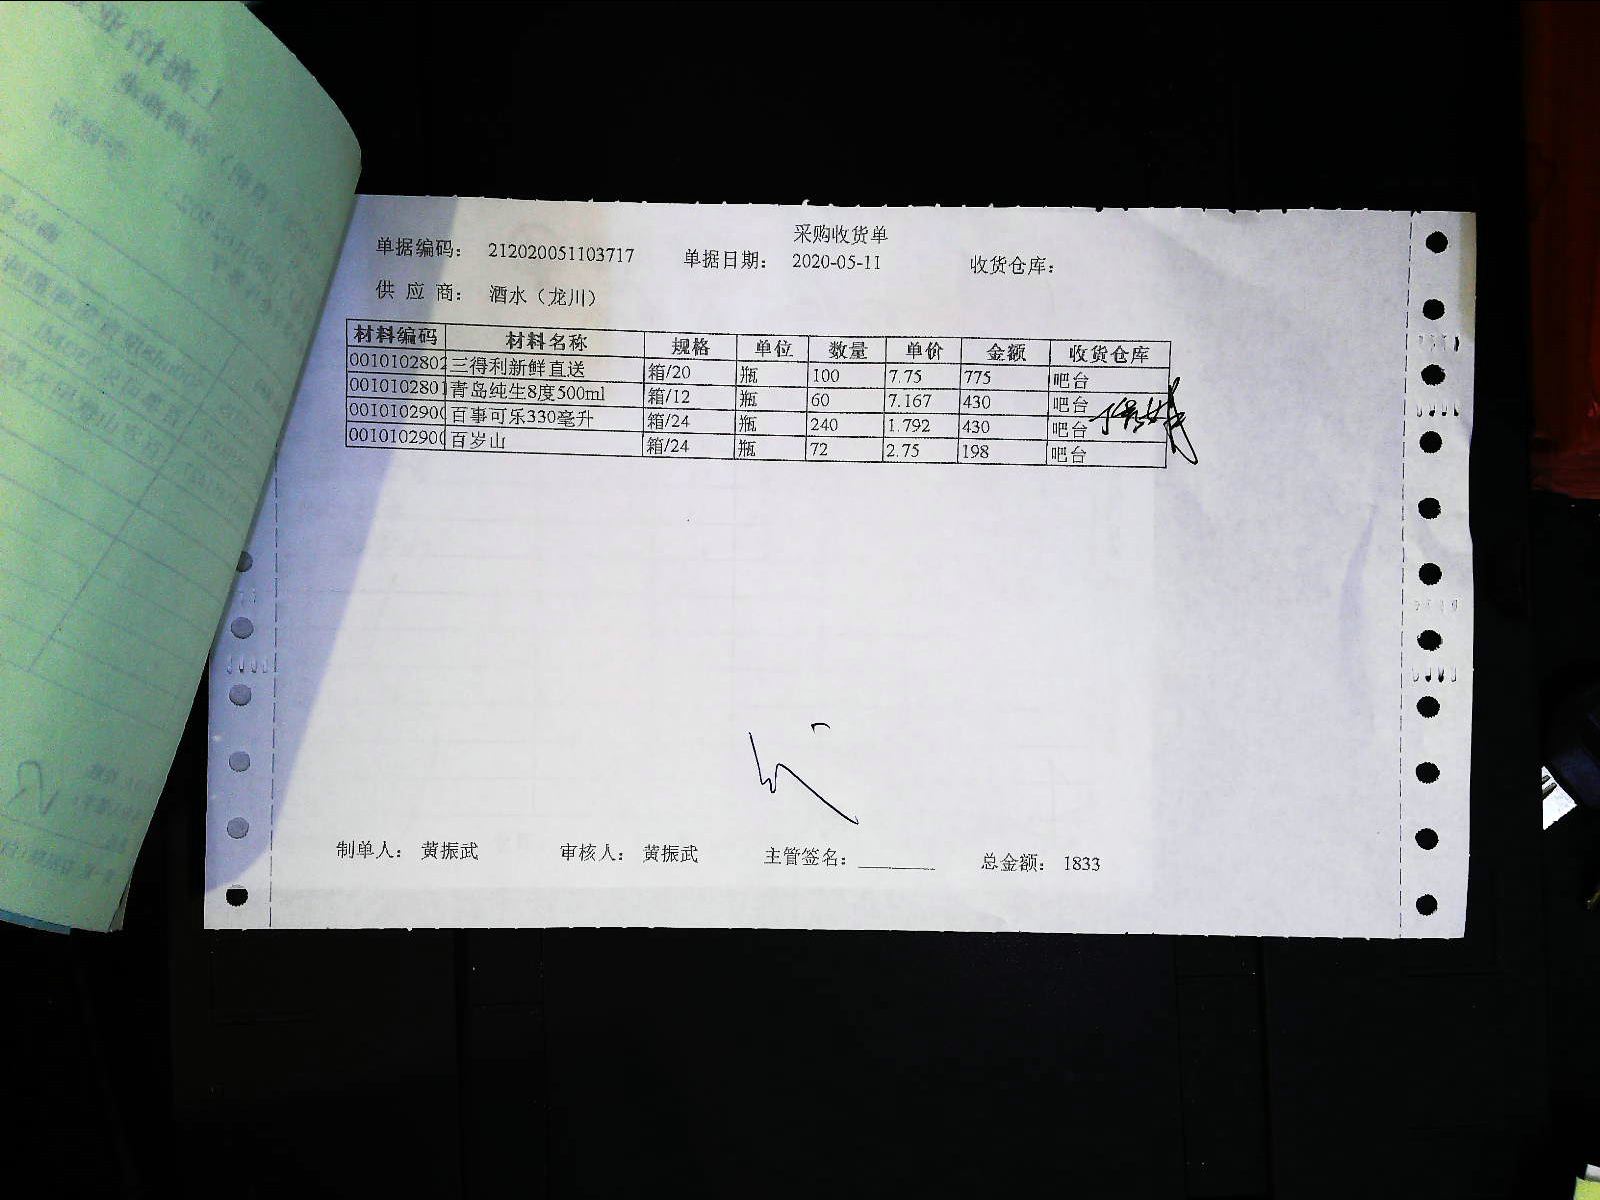 采购收货单
单据编码: 212020051103717 单据日期: 2020-05-11 收货仓库:
供 应 商: 酒水（龙川）
材料编码 材料名称 规格 单位 数量 单价 金额 收货仓库
0010102802 三得利新鲜直送 箱/20 瓶 100 7.75 775 吧台
0010102801 青岛纯生8度500ml 箱/12 瓶 60 7.167 430 吧台
001010290 百事可乐330毫升 箱/24 瓶 240 1.792 430 吧台
001010290 百岁山 箱/24 瓶 72 2.75 198 吧台
制单人: 黄振武 审核人: 黄振武 主管签名: 总金额: 1833